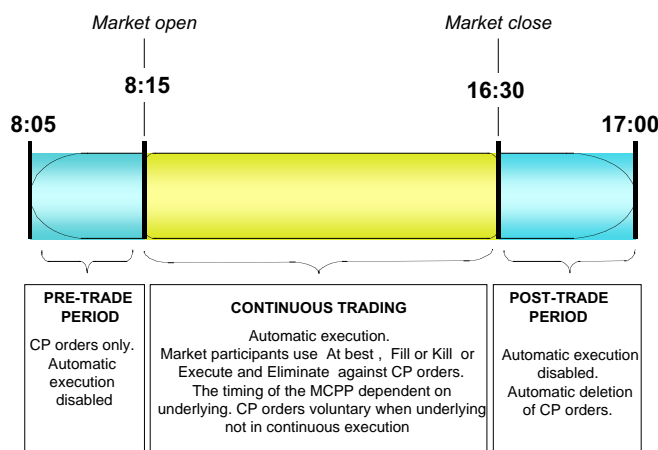 Market open
Market close
8:15
16:30
8:05
17:00
PRE-TRADE
PERIOD
CP orders only.
Automatic
execution
disabled
CONTINUOUS TRADING
Automatic execution.
Market participants use At best , Fill or Kill or
Execute and Eliminate against CP orders.
The timing of the MCPP dependent on
underlying. CP orders voluntary when underlying
not in continuous execution
POST-TRADE
PERIOD
Automatic execution
disabled.
Automatic deletion
of CP orders.